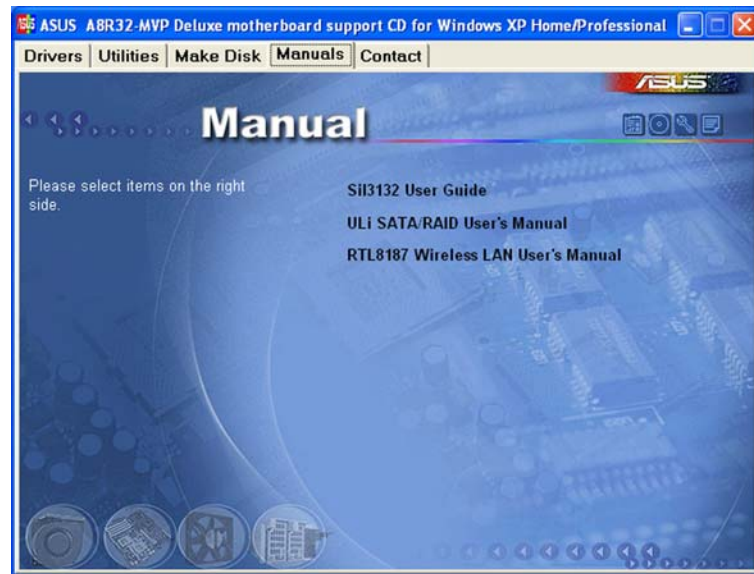 ASUS A8R32-MVP Deluxe motherboard support CD for Windows XP Home/Professional
Drivers Utilities Make Disk Manuals Contact
ASUS
Manual
Please select items on the right
side.
SiI3132 User Guide
ULi SATA/RAID User's Manual
RTL8187 Wireless LAN User's Manual